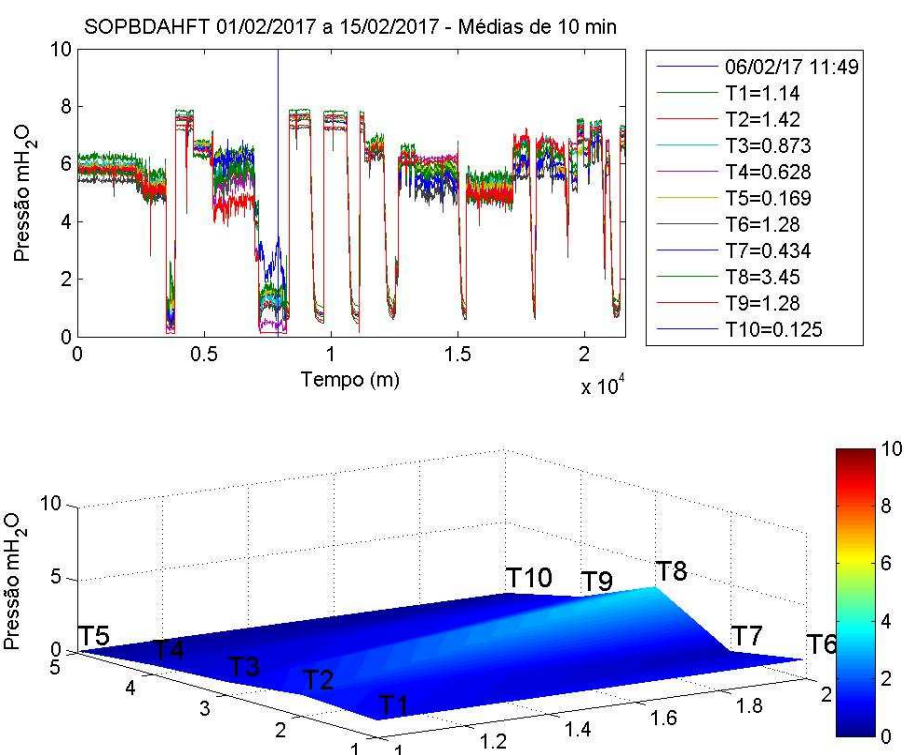 SOPBDAHFT 01/02/2017 a 15/02/2017 - Médias de 10 min
Pressão mH2O
10
8
6
4
2
0
0
0.5
1
1.5
2
x 10^4
Tempo (m)
06/02/17 11:49
T1=1.14
T2=1.42
T3=0.873
T4=0.628
T5=0.169
T6=1.28
T7=0.434
T8=3.45
T9=1.28
T10=0.125
Pressão mH2O
10
5
0
T5
T4
T3
T2
T1
T10
T9
T8
T7
T6
5
4
3
2
1
1
1.2
1.4
1.6
1.8
2
10
8
6
4
2
0